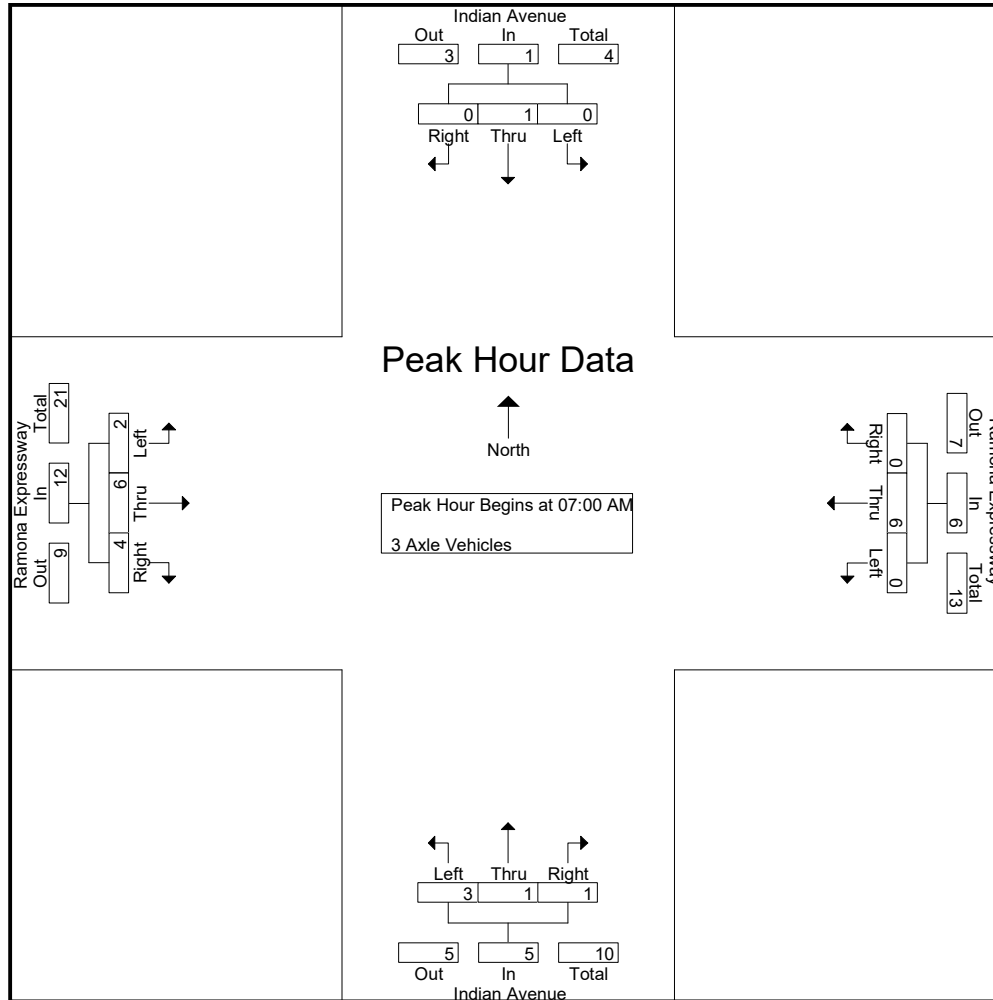 Indian Avenue
Out In Total
3 1 4
0 1 0
Right Thru Left
Peak Hour Data
North
Peak Hour Begins at 07:00 AM
3 Axle Vehicles
Ramona Expressway
Total In Out
21 12 9
2 6 4
Left Thru Right
Right Thru Left
0 6 0
7 6 13
Out In Total
Ramona Expressway
Left Thru Right
3 1 1
5 5 10
Out In Total
Indian Avenue